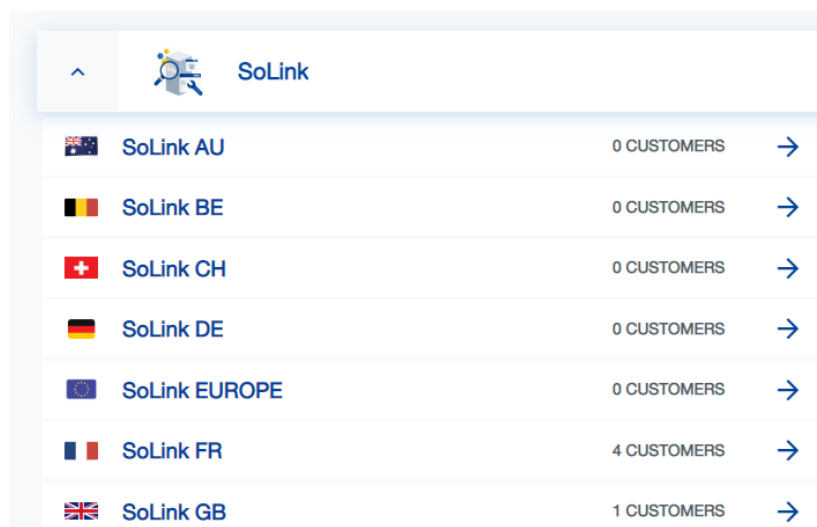 SoLink
SoLink AU 0 CUSTOMERS
SoLink BE 0 CUSTOMERS
SoLink CH 0 CUSTOMERS
SoLink DE 0 CUSTOMERS
SoLink EUROPE 0 CUSTOMERS
SoLink FR 4 CUSTOMERS
SoLink GB 1 CUSTOMERS